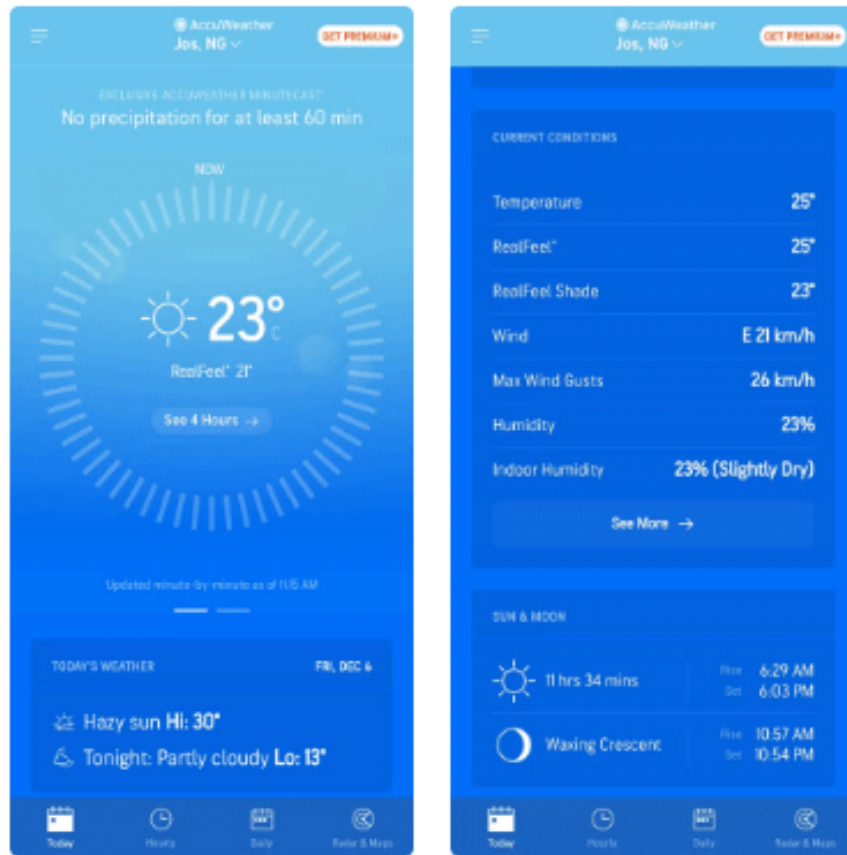 AccuWeather
Jos, NG
GET PREMIUM+
EXCLUSIVE ACCUWEATHER MINUTECAST
No precipitation for at least 60 min
NOW
23°
C
RealFeel® 21°
See 4 Hours →
Updated minute-by-minute as of 11:15 AM
TODAY'S WEATHER FRI, DEC 6
Hazy sun Hi: 30°
Tonight: Partly cloudy Lo: 13°
Today Hourly Daily Radar & Maps
AccuWeather
Jos, NG
GET PREMIUM+
CURRENT CONDITIONS
Temperature 25°
RealFeel® 25°
RealFeel Shade 23°
Wind E 21 km/h
Max Wind Gusts 26 km/h
Humidity 23%
Indoor Humidity 23% (Slightly Dry)
See More →
SUN & MOON
11 hrs 34 mins Rise 6:29 AM
Set 6:03 PM
Waxing Crescent Rise 10:57 AM
Set 10:54 PM
Today Hourly Daily Radar & Maps